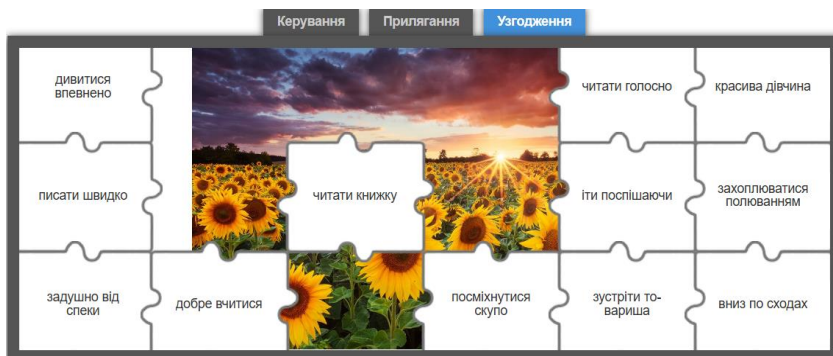 Керування
Прилягання
Узгодження
дивитися
впевнено
читати голосно
красива дівчина
писати швидко
читати книжку
іти поспішаючи
захоплюватися
полюванням
задушно від
спеки
добре вчитися
посміхнутися
скупо
зустріти то-
вариша
вниз по сходах